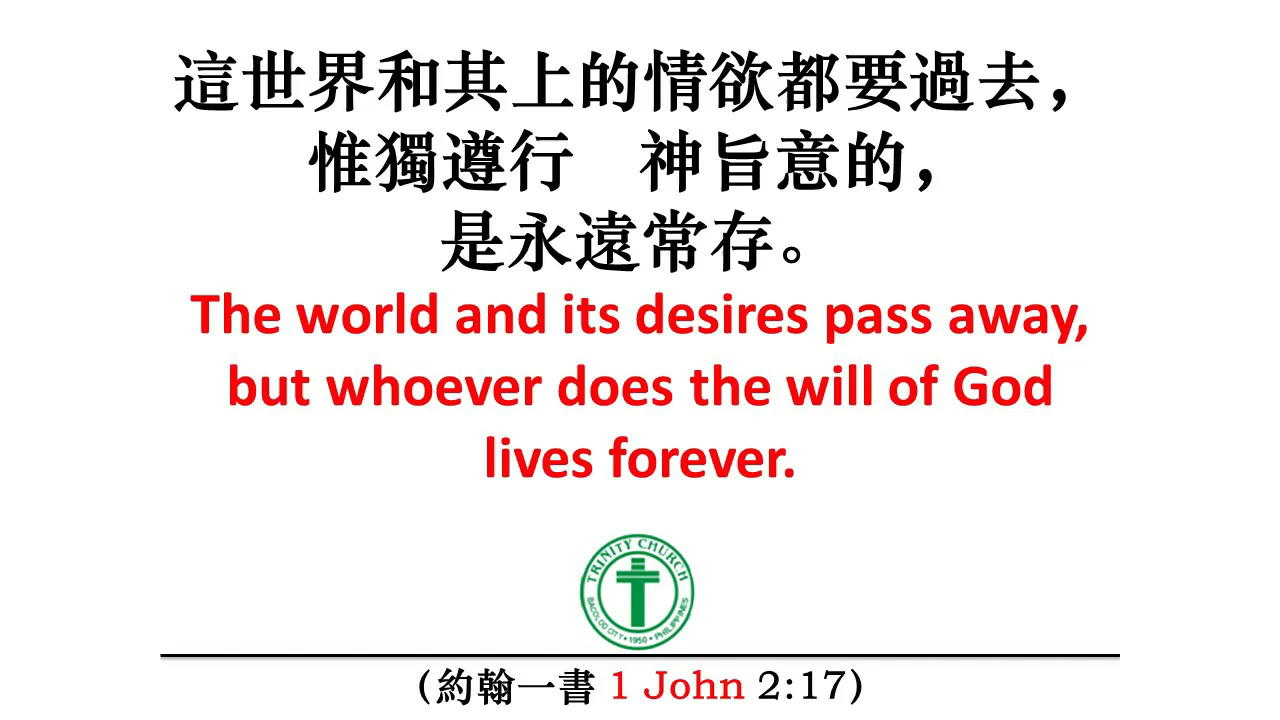 這世界和其上的情欲都要過去，
惟獨遵行　神旨意的，
是永遠常存。
The world and its desires pass away,
but whoever does the will of God
lives forever.
TRINITY CHURCH
BACOLOD CITY • 1950 • PHILIPPINES
(約翰一書 1 John 2:17)